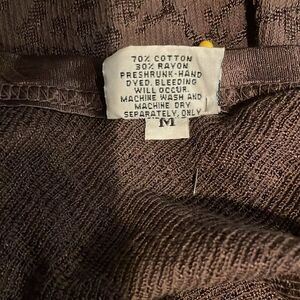 70% COTTON
30% RAYON
PRESHRUNK-HAND
DYED. BLEEDING
WILL OCCUR.
MACHINE WASH AND
MACHINE DRY
SEPARATELY, ONLY
M